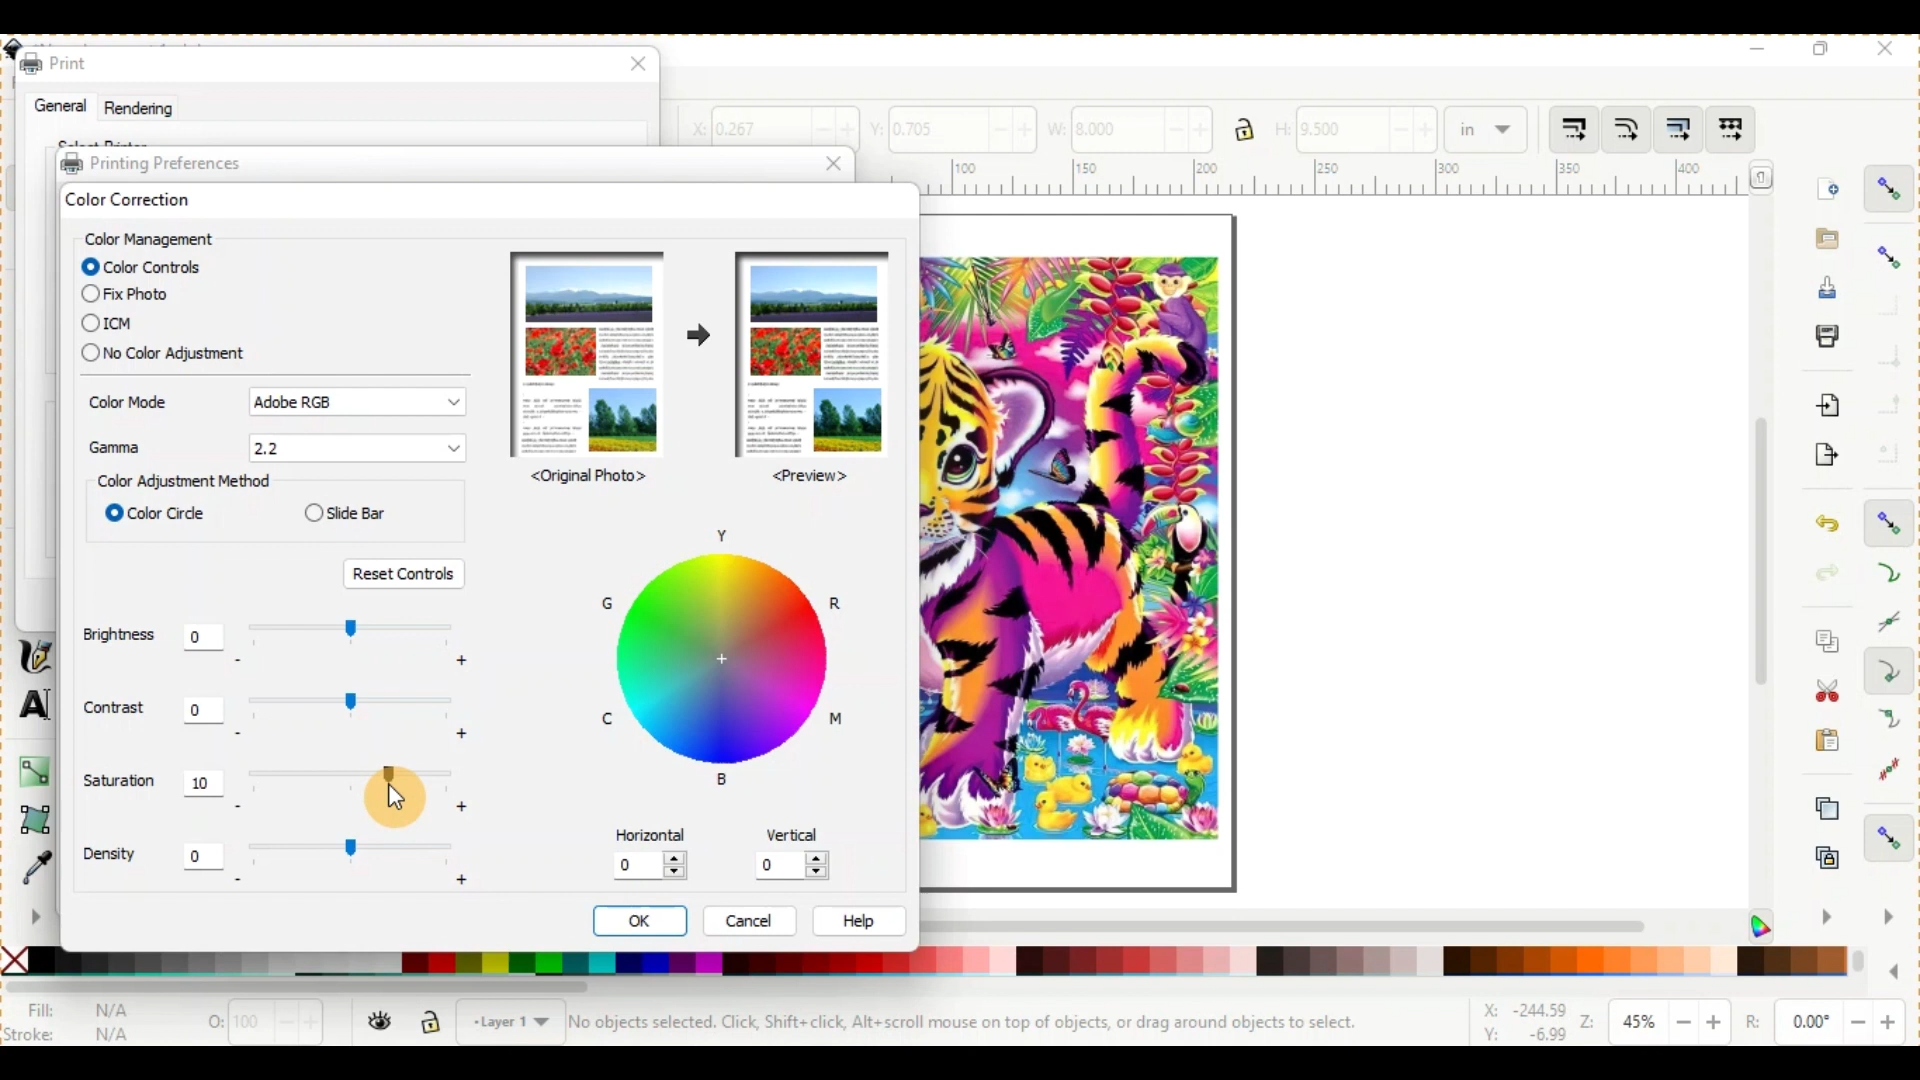 Print
General Rendering
X: 0.267 Y: 0.705 W: 8.000 H: 9.500 in
100 150 200 250 300 350 400
Printing Preferences
Color Correction
Color Management
Color Controls
Fix Photo
ICM
No Color Adjustment
Color Mode Adobe RGB
Gamma 2.2
<Original Photo> <Preview>
Color Adjustment Method
Color Circle Slide Bar
Reset Controls
Y
G R
C M
B
Brightness 0
- +
Contrast 0
- +
Saturation 10
- +
Density 0
- +
Horizontal Vertical
0 0
OK Cancel Help
Fill: N/A
Stroke: N/A
O: 100
Layer 1
No objects selected. Click, Shift+click, Alt+scroll mouse on top of objects, or drag around objects to select.
X: -244.59
Y: -6.99
Z: 45% R: 0.00°